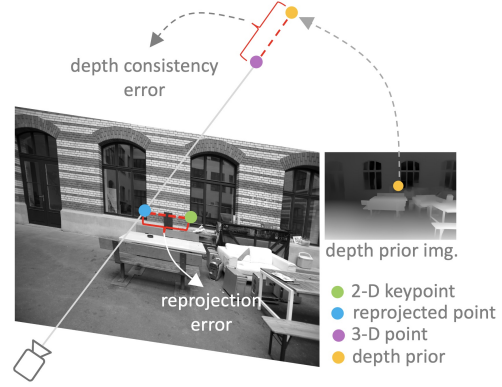 depth consistency
error
reprojection
error
depth prior img.
2-D keypoint
reprojected point
3-D point
depth prior